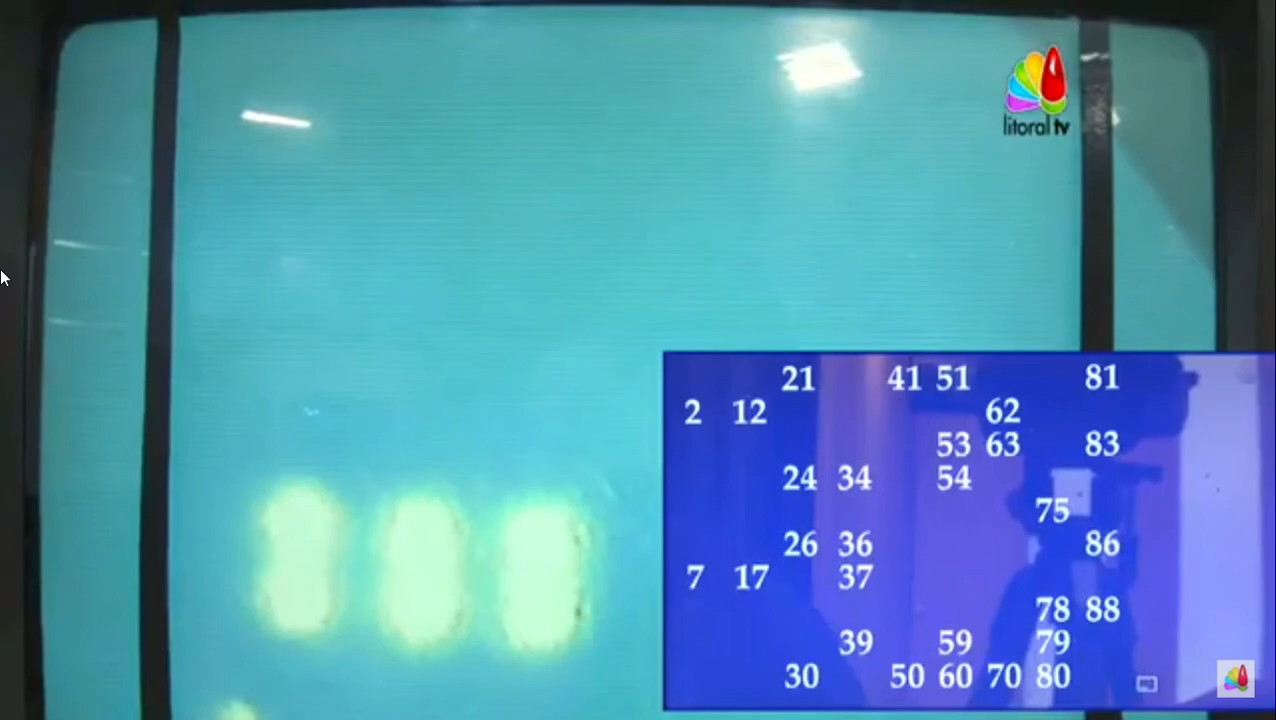 litoral tv
21 41 51 81
2 12 62
53 63 83
24 34 54
75
26 36 86
7 17 37
78 88
39 59 79
30 50 60 70 80